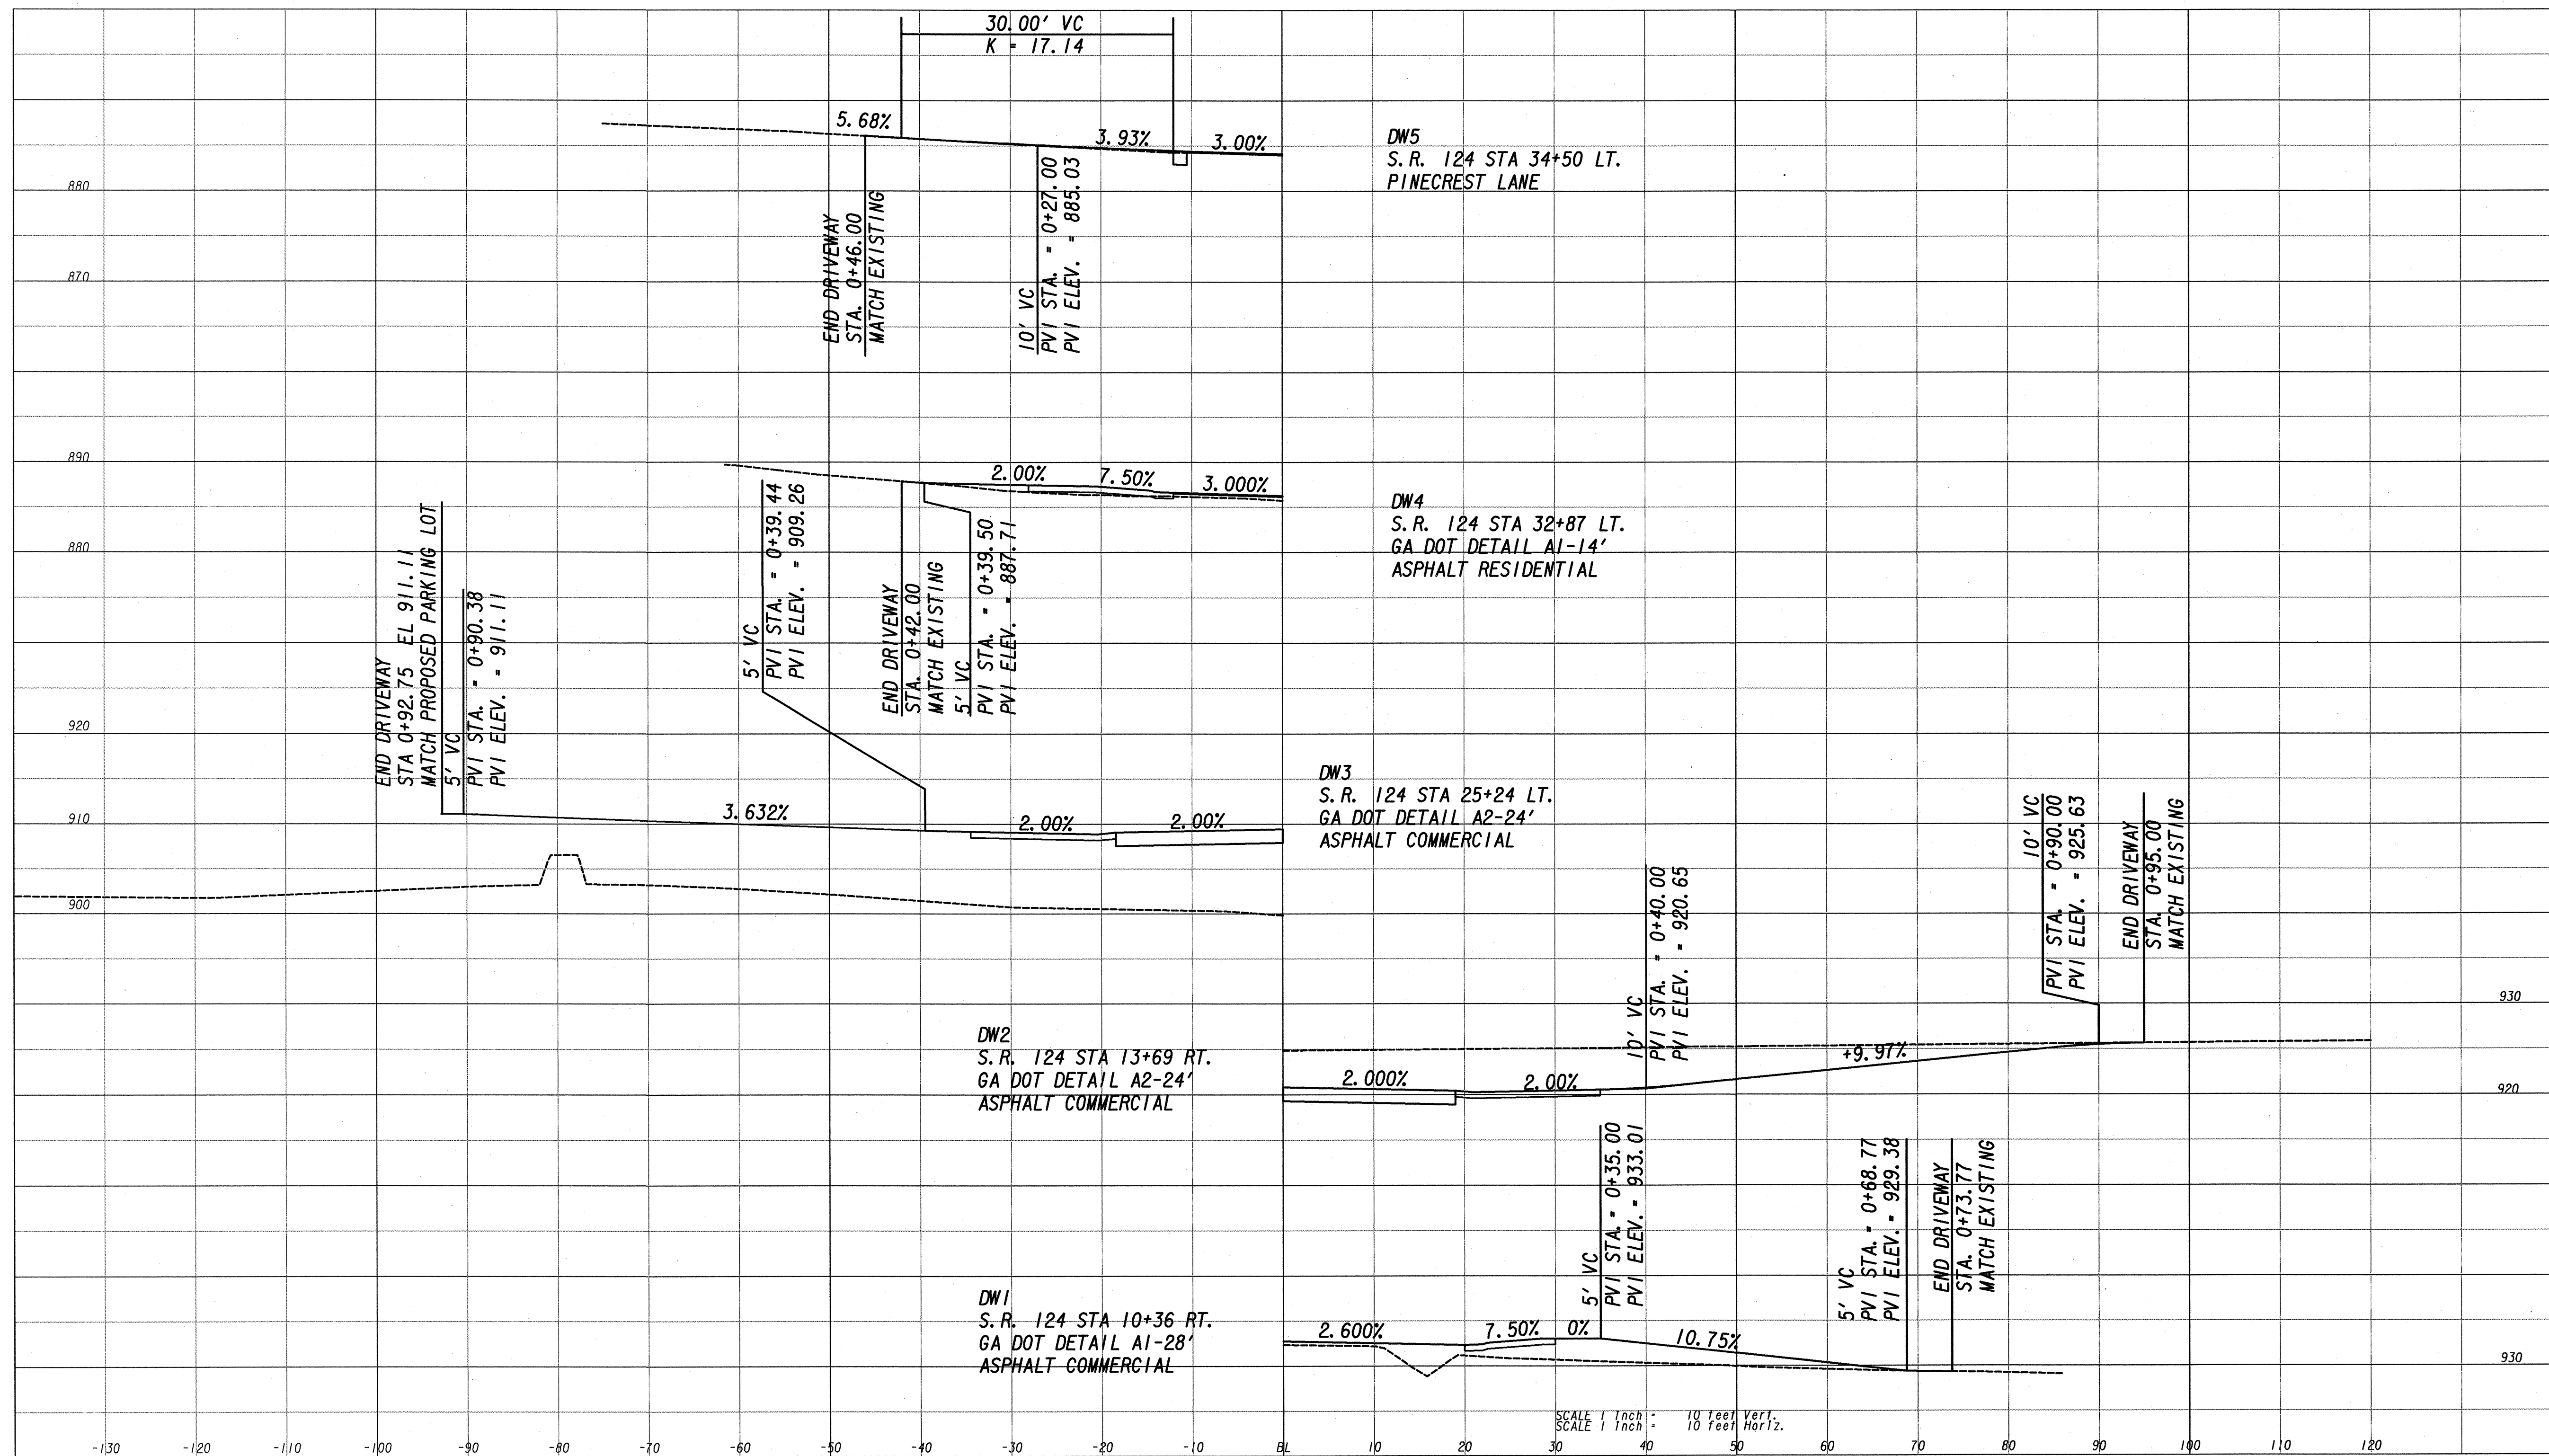 30.00' VC
K = 17.14
5.68%
3.93%
3.00%
DW5
S.R. 124 STA 34+50 LT.
PINECREST LANE
880
870
END DRIVEWAY
STA. 0+46.00
MATCH EXISTING
10' VC
PVI STA. = 0+27.00
PVI ELEV. = 885.03
890
2.00%
7.50%
3.000%
DW4
S.R. 124 STA 32+87 LT.
GA DOT DETAIL A1-14'
ASPHALT RESIDENTIAL
880
END DRIVEWAY
STA. 0+42.00
MATCH EXISTING
5' VC
PVI STA. = 0+39.50
PVI ELEV. = 887.71
END DRIVEWAY
STA 0+92.75 EL 911.11
MATCH PROPOSED PARKING LOT
5' VC
PVI STA. = 0+90.38
PVI ELEV. = 911.11
5' VC
PVI STA. = 0+39.44
PVI ELEV. = 909.26
920
910
900
3.632%
2.00%
2.00%
DW3
S.R. 124 STA 25+24 LT.
GA DOT DETAIL A2-24'
ASPHALT COMMERCIAL
DW2
S.R. 124 STA 13+69 RT.
GA DOT DETAIL A2-24'
ASPHALT COMMERCIAL
2.000%
2.00%
+9.97%
10' VC
PVI STA. = 0+40.00
PVI ELEV. = 920.65
10' VC
PVI STA. = 0+90.00
PVI ELEV. = 925.63
END DRIVEWAY
STA. 0+95.00
MATCH EXISTING
930
920
DW1
S.R. 124 STA 10+36 RT.
GA DOT DETAIL A1-28'
ASPHALT COMMERCIAL
2.600%
7.50%
0%
10.75%
5' VC
PVI STA. = 0+35.00
PVI ELEV. = 933.01
5' VC
PVI STA. = 0+68.77
PVI ELEV. = 929.38
END DRIVEWAY
STA. 0+73.77
MATCH EXISTING
930
SCALE 1 Inch = 10 feet Vert.
SCALE 1 Inch = 10 feet Horiz.
-130 -120 -110 -100 -90 -80 -70 -60 -50 -40 -30 -20 -10 BL 10 20 30 40 50 60 70 80 90 100 110 120